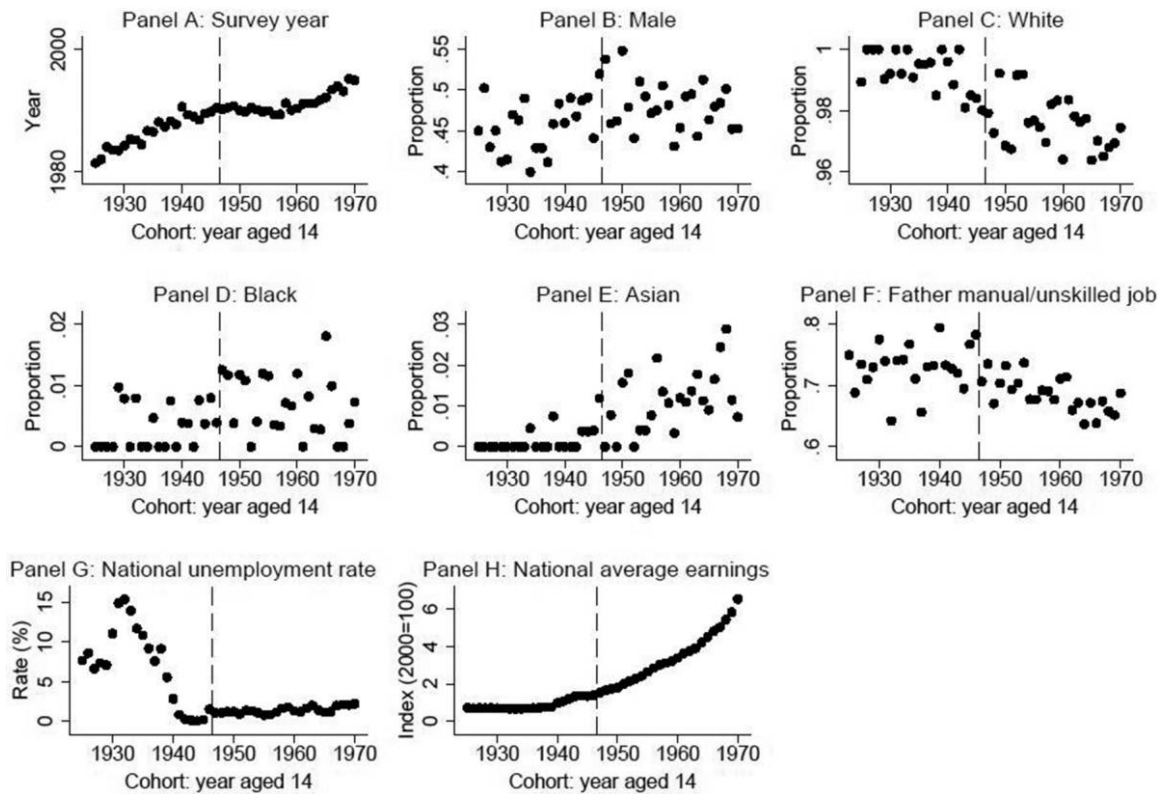 Panel A: Survey year
Year
1980
2000
1930 1940 1950 1960 1970
Cohort: year aged 14
Panel B: Male
Proportion
.4 .45 .5 .55
1930 1940 1950 1960 1970
Cohort: year aged 14
Panel C: White
Proportion
.96 .98 1
1930 1940 1950 1960 1970
Cohort: year aged 14
Panel D: Black
Proportion
0 .01 .02
1930 1940 1950 1960 1970
Cohort: year aged 14
Panel E: Asian
Proportion
0 .01 .02 .03
1930 1940 1950 1960 1970
Cohort: year aged 14
Panel F: Father manual/unskilled job
Proportion
.6 .7 .8
1930 1940 1950 1960 1970
Cohort: year aged 14
Panel G: National unemployment rate
Rate (%)
0 5 10 15
1930 1940 1950 1960 1970
Cohort: year aged 14
Panel H: National average earnings
Index (2000=100)
0 2 4 6
1930 1940 1950 1960 1970
Cohort: year aged 14